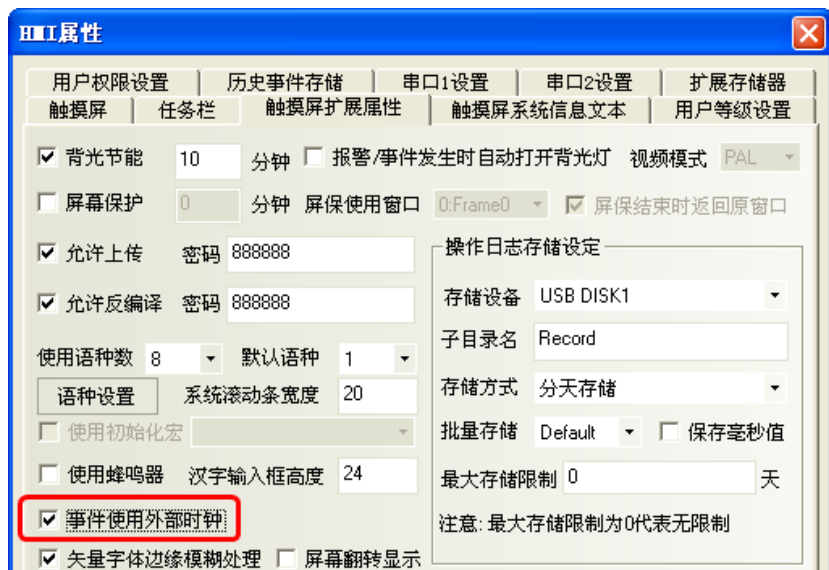 HMI属性
用户权限设置 历史事件存储 串口1设置 串口2设置 扩展存储器
触摸屏 任务栏 触摸屏扩展属性 触摸屏系统信息文本 用户等级设置
背光节能 10 分钟 报警/事件发生时自动打开背光灯 视频模式 PAL
屏幕保护 0 分钟 屏保使用窗口 0:Frame0 屏保结束时返回原窗口
允许上传 密码 888888
允许反编译 密码 888888
使用语种数 8 默认语种 1
语种设置 系统滚动条宽度 20
使用初始化宏
使用蜂鸣器 汉字输入框高度 24
事件使用外部时钟
矢量字体边缘模糊处理 屏幕翻转显示
操作日志存储设定
存储设备 USB DISK1
子目录名 Record
存储方式 分天存储
批量存储 Default 保存毫秒值
最大存储限制 0 天
注意:最大存储限制为0代表无限制